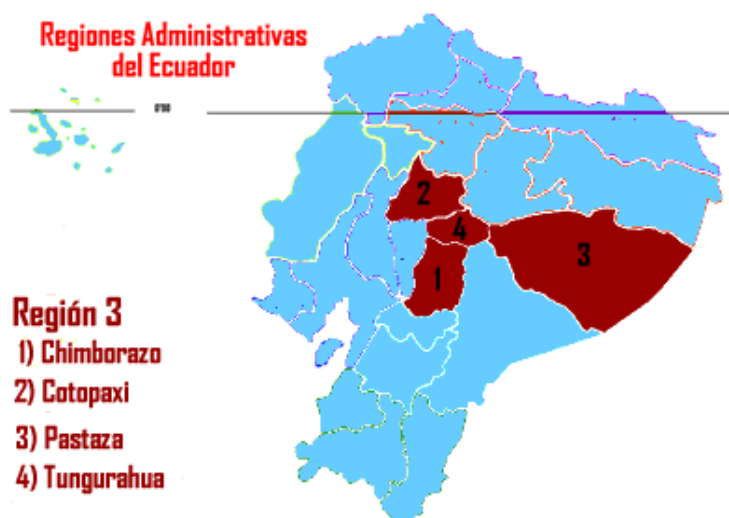 Regiones Administrativas
del Ecuador
2
4
3
1
Región 3
1) Chimborazo
2) Cotopaxi
3) Pastaza
4) Tungurahua